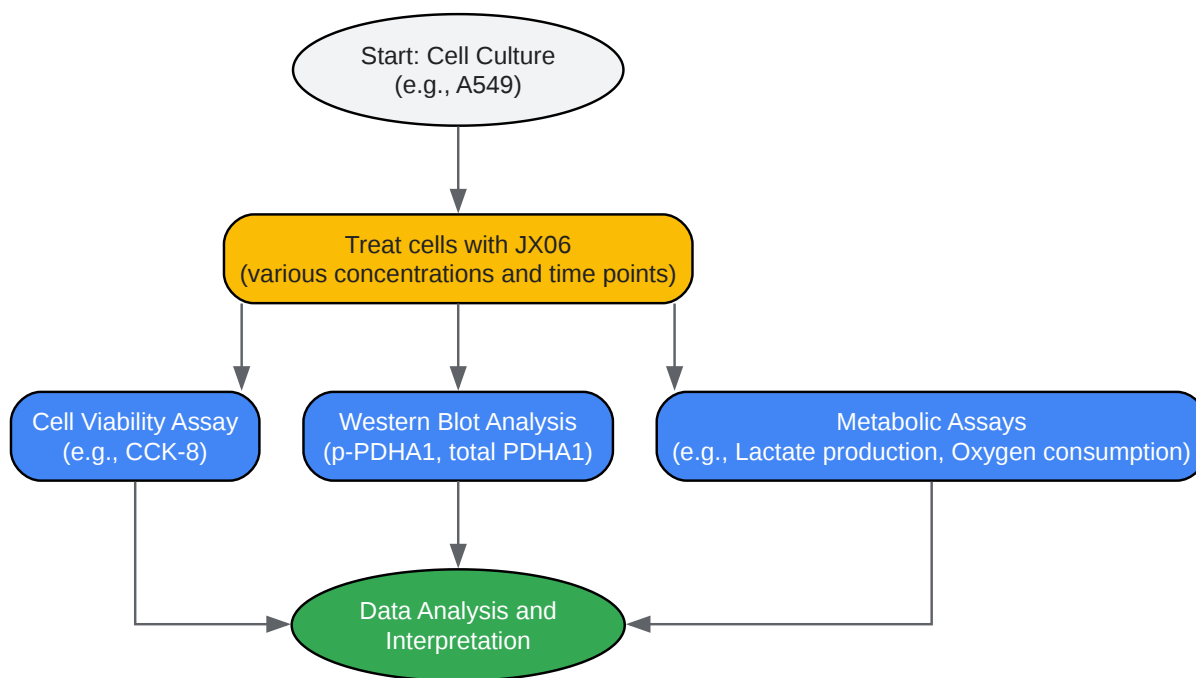 Start: Cell Culture
(e.g., A549)
Treat cells with JX06
(various concentrations and time points)
Cell Viability Assay
(e.g., CCK-8)
Western Blot Analysis
(p-PDHA1, total PDHA1)
Metabolic Assays
(e.g., Lactate production, Oxygen consumption)
Data Analysis and
Interpretation